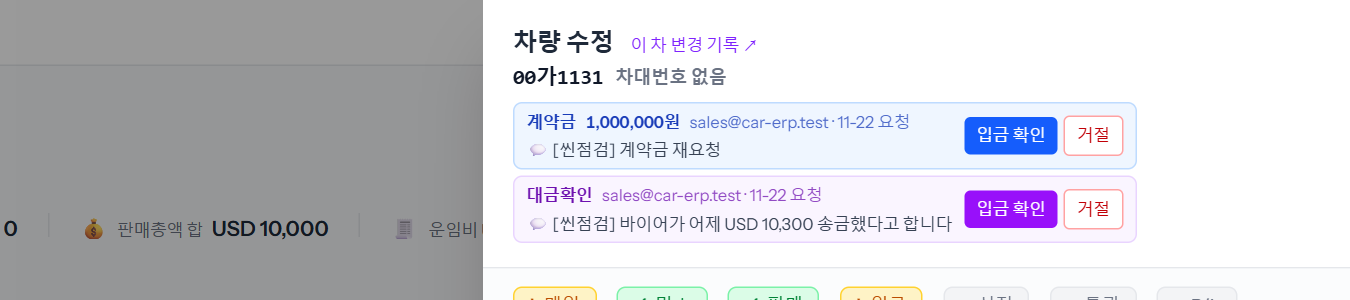 차량 수정 이 차 변경 기록 ↗
00가1131 차대번호 없음
계약금 1,000,000원 sales@car-erp.test · 11-22 요청
[씬점검] 계약금 재요청
입금 확인 거절
대금확인 sales@car-erp.test · 11-22 요청
[씬점검] 바이어가 어제 USD 10,300 송금했다고 합니다
입금 확인 거절
0 판매총액 합 USD 10,000 운임비